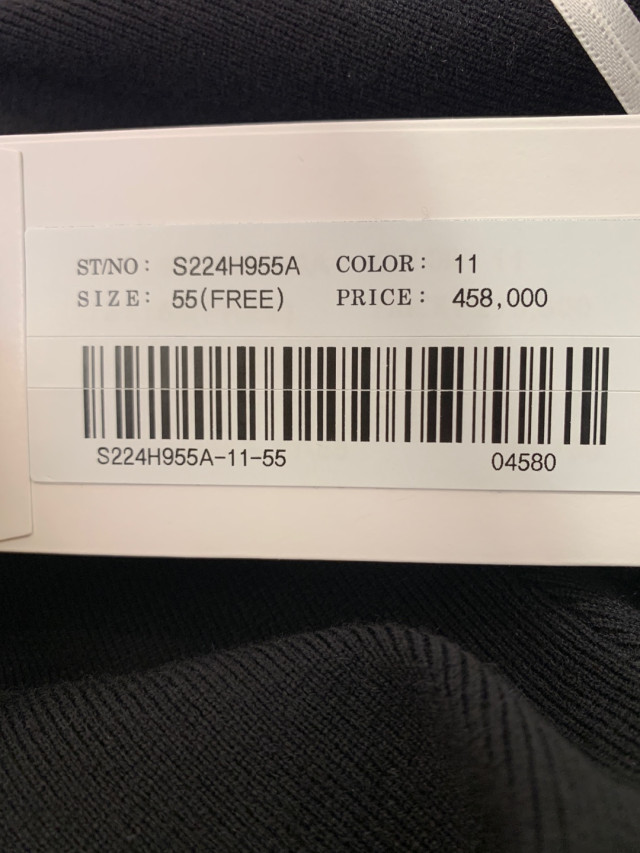 ST/NO: S224H955A COLOR: 11
SIZE: 55(FREE) PRICE: 458,000
S224H955A-11-55 04580